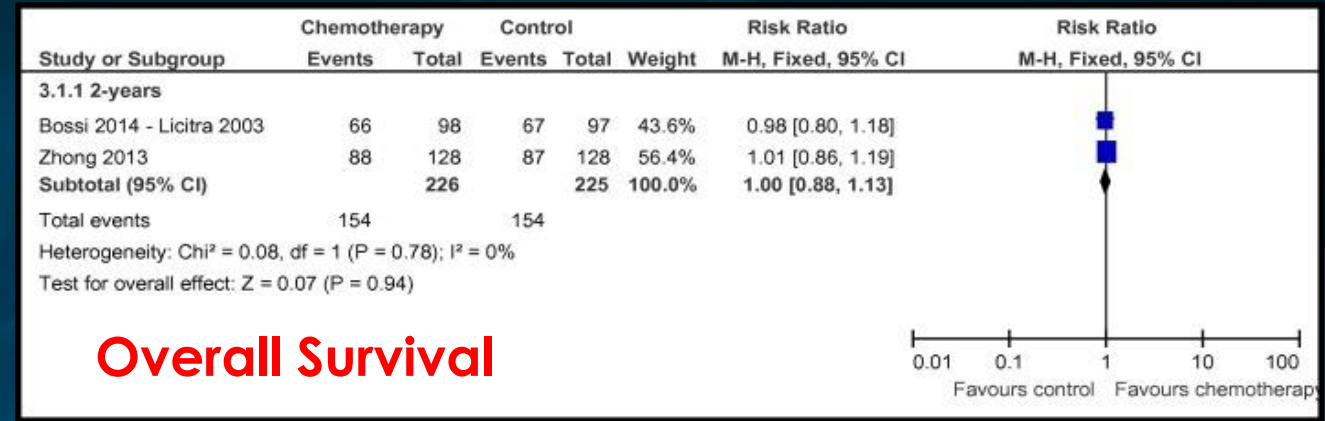 Chemotherapy Control Risk Ratio Risk Ratio
Study or Subgroup Events Total Events Total Weight M-H, Fixed, 95% CI M-H, Fixed, 95% CI
3.1.1 2-years
Bossi 2014 - Licitra 2003 66 98 67 97 43.6% 0.98 [0.80, 1.18]
Zhong 2013 88 128 87 128 56.4% 1.01 [0.86, 1.19]
Subtotal (95% CI) 226 225 100.0% 1.00 [0.88, 1.13]
Total events 154 154
Heterogeneity: Chi² = 0.08, df = 1 (P = 0.78); I² = 0%
Test for overall effect: Z = 0.07 (P = 0.94)
Overall Survival
0.01 0.1 1 10 100
Favours control Favours chemotherapy